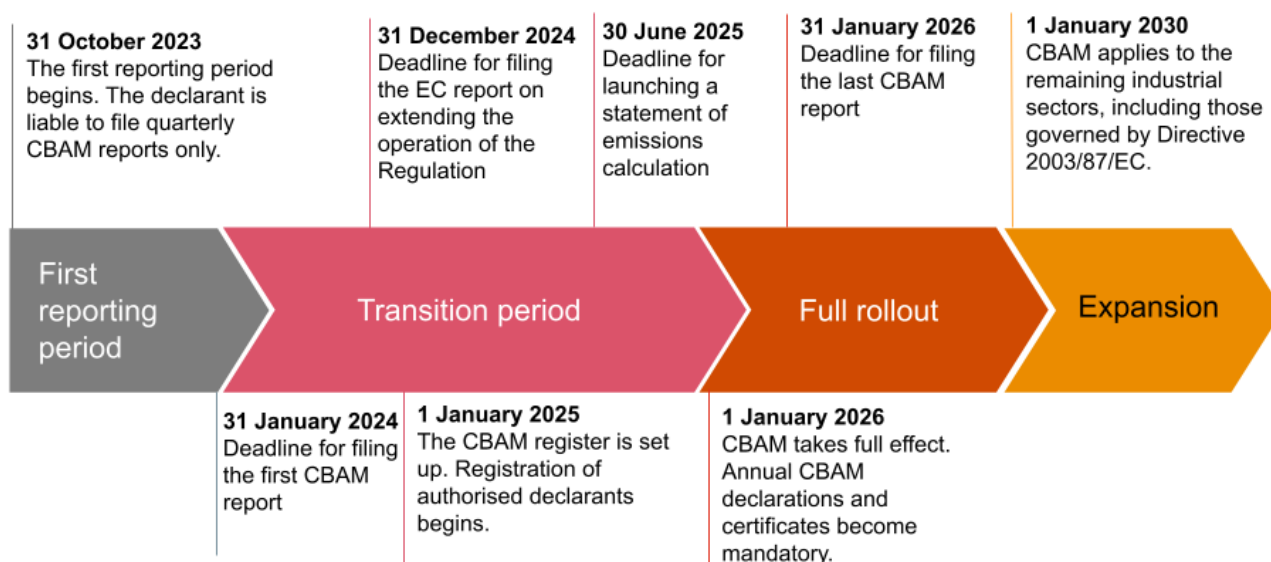 31 October 2023
The first reporting period
begins. The declarant is
liable to file quarterly
CBAM reports only.
31 December 2024
Deadline for filing
the EC report on
extending the
operation of the
Regulation
30 June 2025
Deadline for
launching a
statement of
emissions
calculation
31 January 2026
Deadline for filing
the last CBAM
report
1 January 2030
CBAM applies to the
remaining industrial
sectors, including those
governed by Directive
2003/87/EC.
First
reporting
period
Transition period
Full rollout
Expansion
31 January 2024
Deadline for filing
the first CBAM
report
1 January 2025
The CBAM register is set
up. Registration of
authorised declarants
begins.
1 January 2026
CBAM takes full effect.
Annual CBAM
declarations and
certificates become
mandatory.